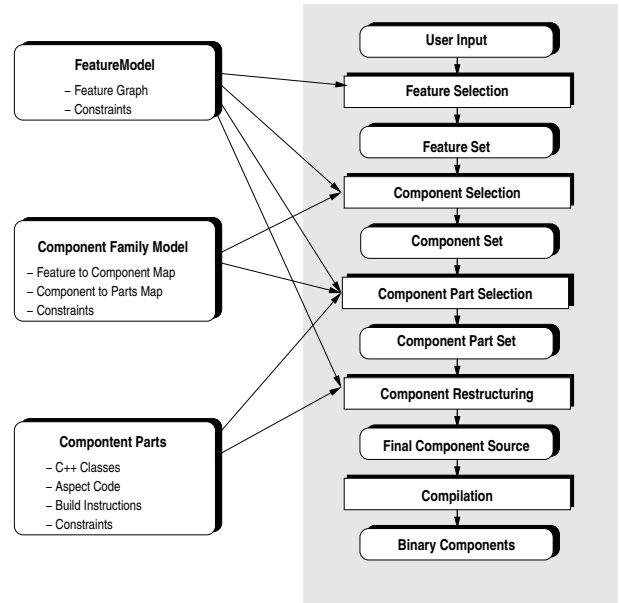 FeatureModel
– Feature Graph
– Constraints
Component Family Model
– Feature to Component Map
– Component to Parts Map
– Constraints
Compontent Parts
– C++ Classes
– Aspect Code
– Build Instructions
– Constraints
User Input
Feature Selection
Feature Set
Component Selection
Component Set
Component Part Selection
Component Part Set
Component Restructuring
Final Component Source
Compilation
Binary Components